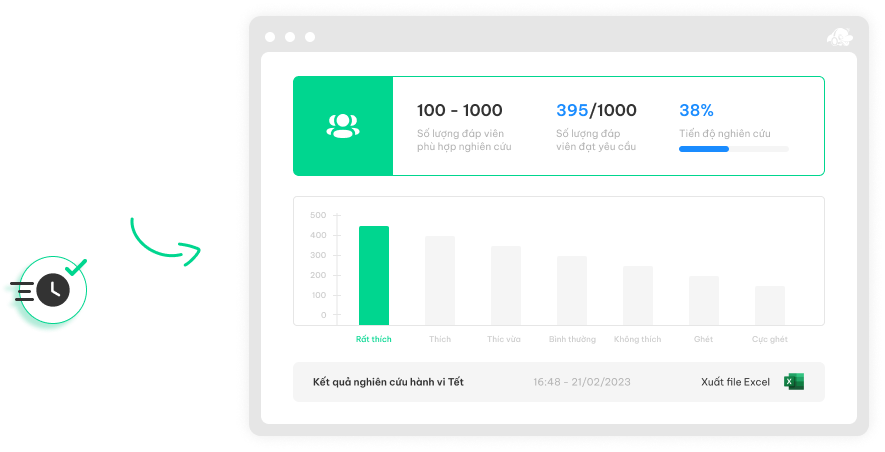 100 - 1000
Số lượng đáp viên
phù hợp nghiên cứu
395/1000
Số lượng đáp
viên đạt yêu cầu
38%
Tiến độ nghiên cứu
500
400
300
200
100
0
Rất thích
Thích
Thíc vừa
Bình thường
Không thích
Ghét
Cực ghét
Kết quả nghiên cứu hành vi Tết
16:48 - 21/02/2023
Xuất file Excel
X